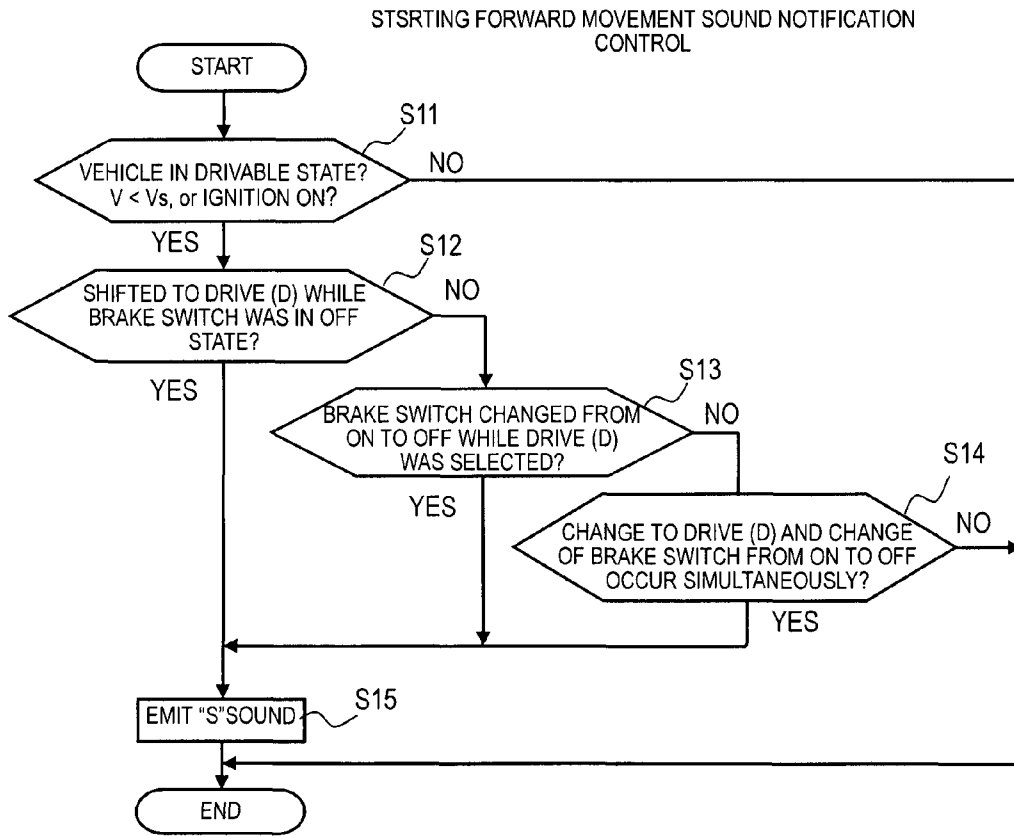 STSRTING FORWARD MOVEMENT SOUND NOTIFICATION
CONTROL
START
S11
VEHICLE IN DRIVABLE STATE?
V < Vs, or IGNITION ON?
NO
YES
S12
SHIFTED TO DRIVE (D) WHILE
BRAKE SWITCH WAS IN OFF
STATE?
NO
YES
S13
BRAKE SWITCH CHANGED FROM
ON TO OFF WHILE DRIVE (D)
WAS SELECTED?
NO
YES
S14
CHANGE TO DRIVE (D) AND CHANGE
OF BRAKE SWITCH FROM ON TO OFF
OCCUR SIMULTANEOUSLY?
NO
YES
EMIT "S"SOUND
S15
END